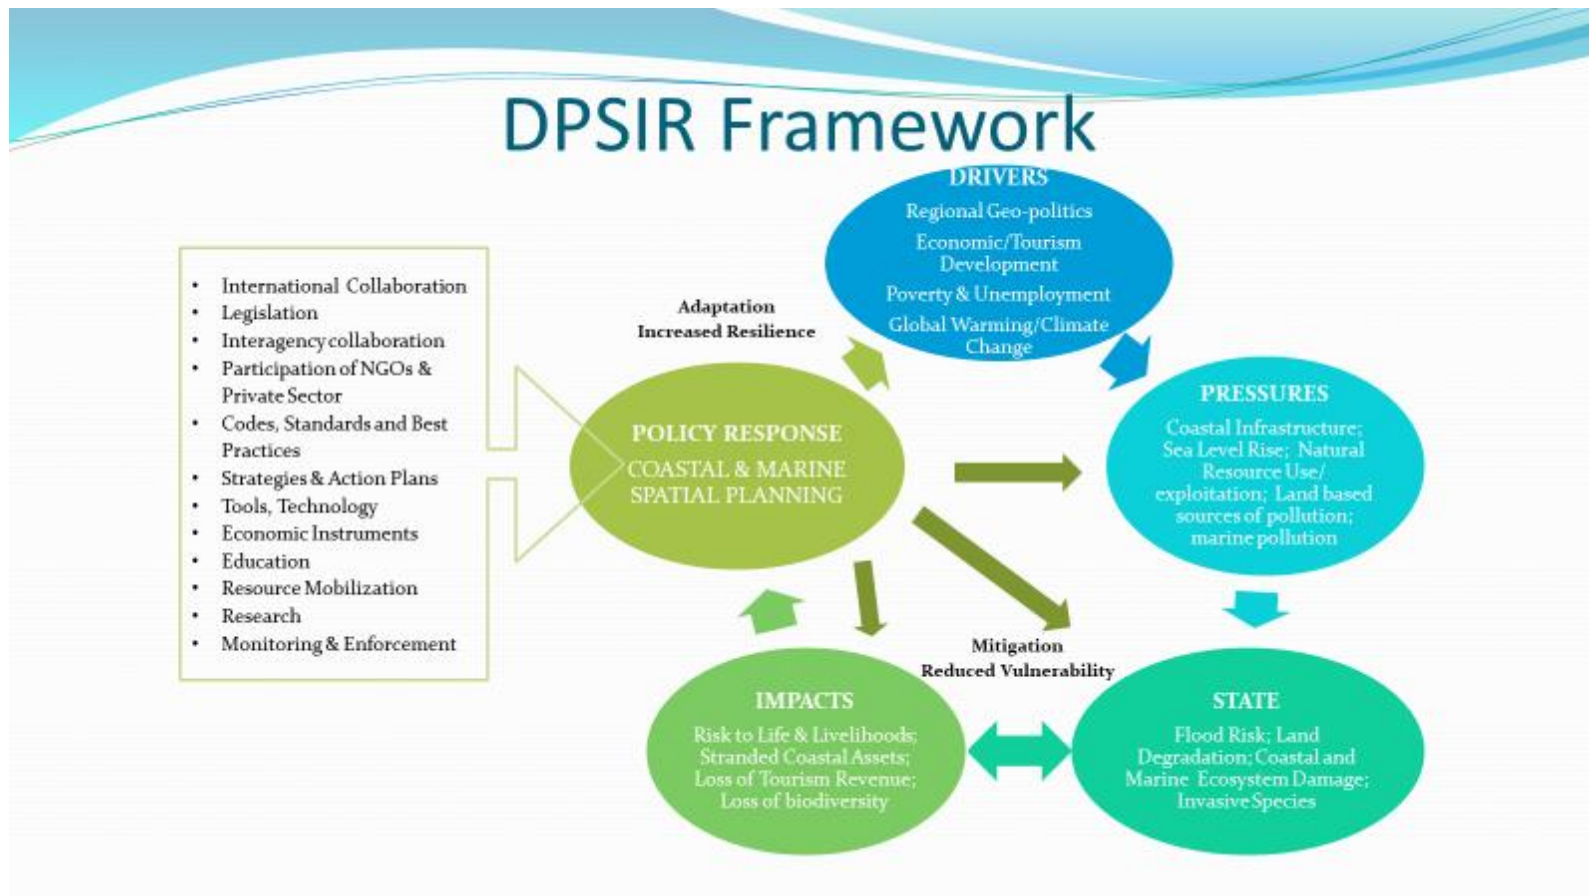 DPSIR Framework
DRIVERS
Regional Geo-politics
Economic/Tourism
Development
Poverty & Unemployment
Global Warming/Climate
Change
• International Collaboration
• Legislation
• Interagency collaboration
• Participation of NGOs &
Private Sector
• Codes, Standards and Best
Practices
• Strategies & Action Plans
• Tools, Technology
• Economic Instruments
• Education
• Resource Mobilization
• Research
• Monitoring & Enforcement
Adaptation
Increased Resilience
POLICY RESPONSE
COASTAL & MARINE
SPATIAL PLANNING
PRESSURES
Coastal Infrastructure;
Sea Level Rise; Natural
Resource Use/
exploitation; Land based
sources of pollution;
marine pollution
Mitigation
Reduced Vulnerability
IMPACTS
Risk to Life & Livelihoods;
Stranded Coastal Assets;
Loss of Tourism Revenue;
Loss of biodiversity
STATE
Flood Risk; Land
Degradation; Coastal and
Marine Ecosystem Damage;
Invasive Species